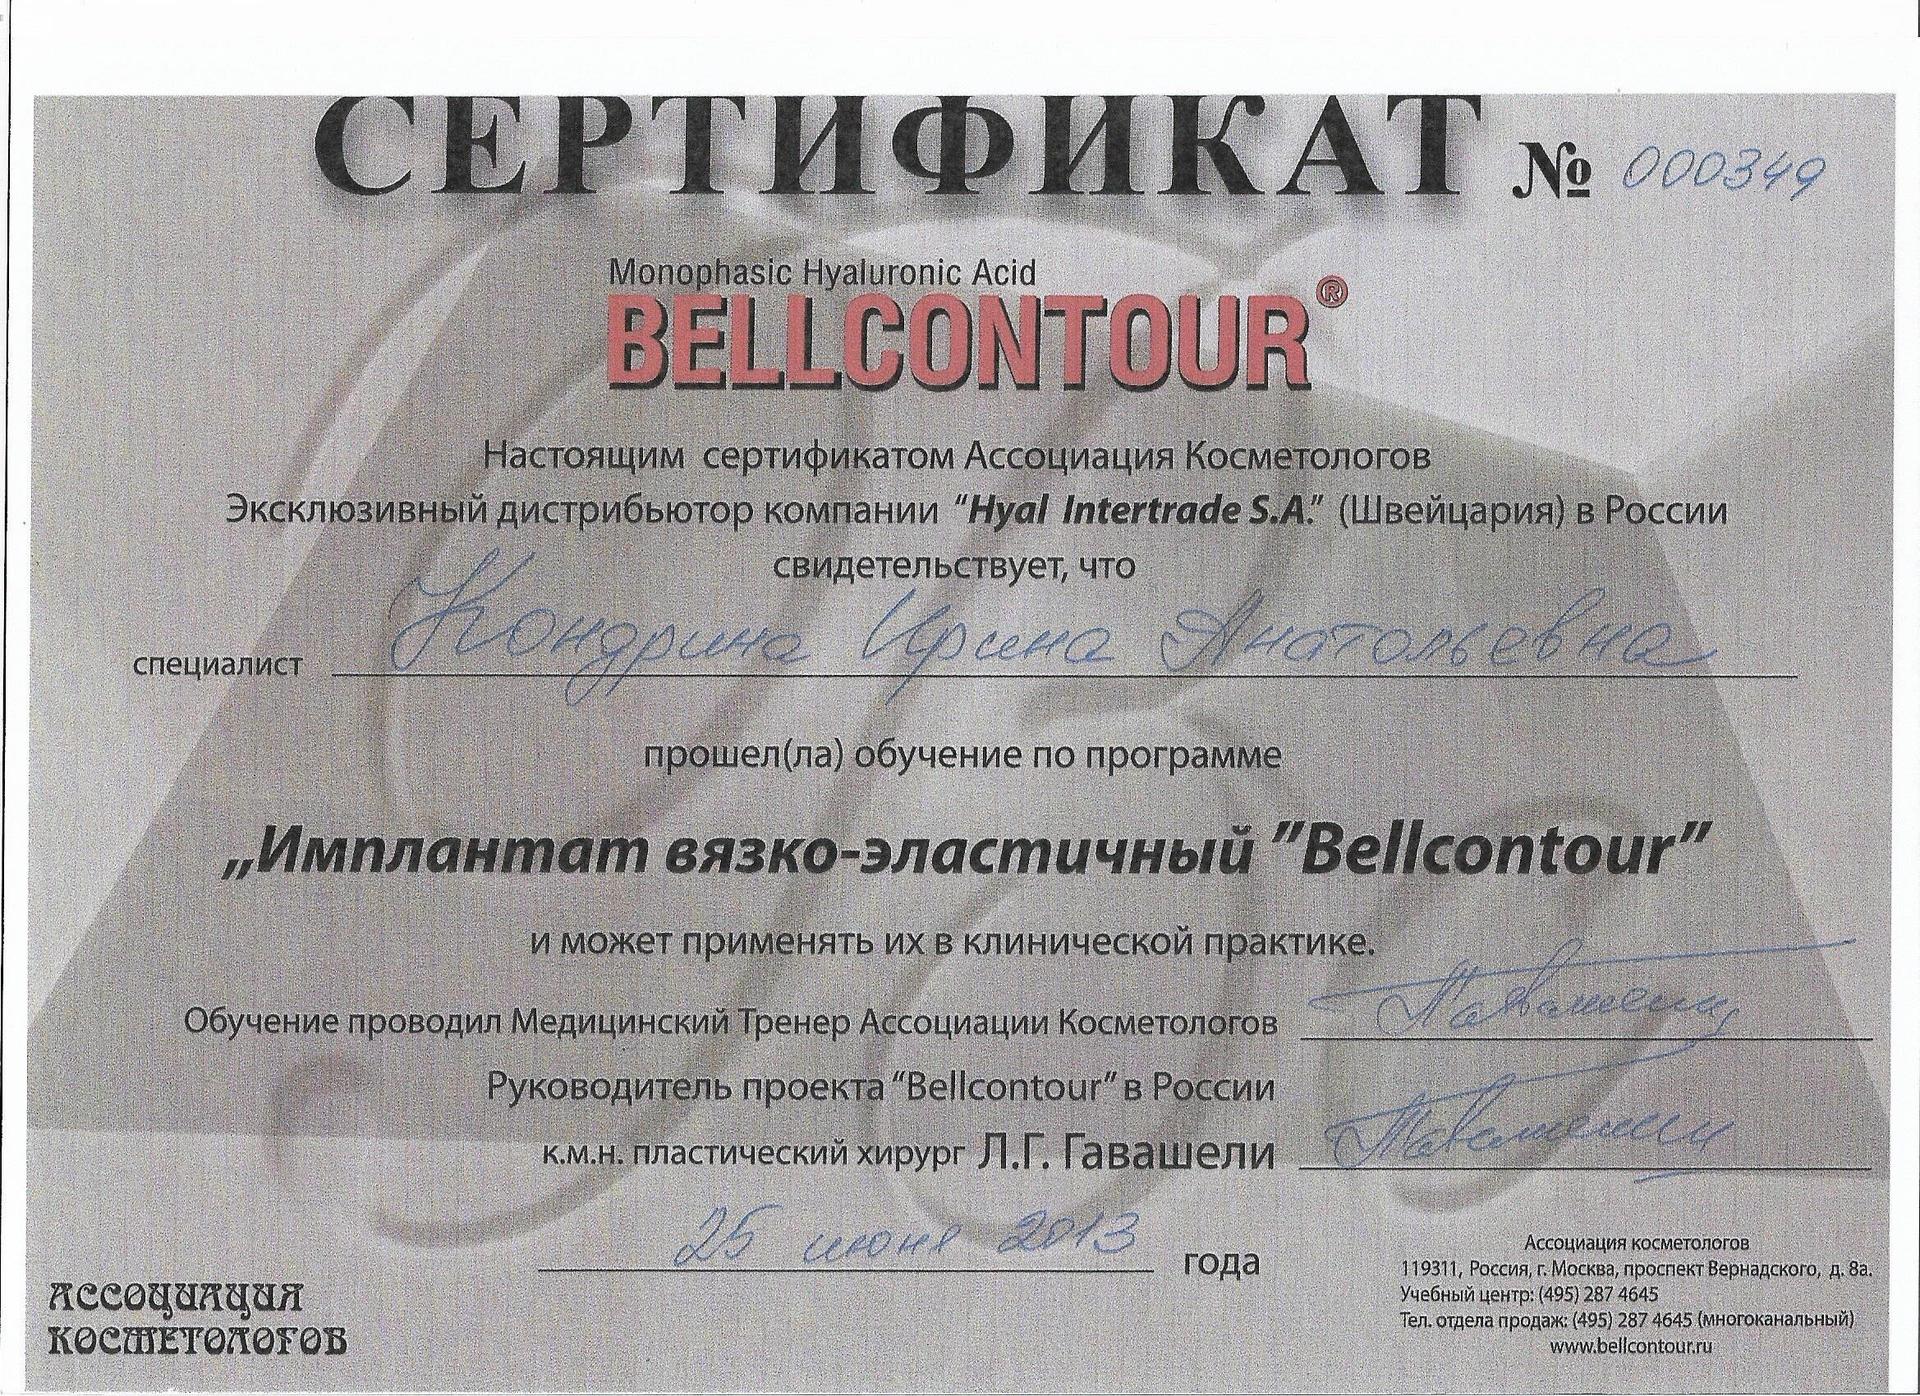 СЕРТИФИКАТ № 000349
Monophasic Hyaluronic Acid
BELLCONTOUR®
Настоящим сертификатом Ассоциация Косметологов
Эксклюзивный дистрибьютор компании "Hyal Intertrade S.A." (Швейцария) в России
свидетельствует, что
специалист Кондрина Ирина Анатольевна
прошел(ла) обучение по программе
„Имплантат вязко-эластичный "Bellcontour"
и может применять их в клинической практике.
Обучение проводил Медицинский Тренер Ассоциации Косметологов Гавашели
Руководитель проекта "Bellcontour" в России
к.м.н. пластический хирург Л.Г. Гавашели Гавашели
25 июня 2013 года
АССОЦИАЦИЯ
КОСМЕТОЛОГОВ
Ассоциация косметологов
119311, Россия, г. Москва, проспект Вернадского, д. 8а.
Учебный центр: (495) 287 4645
Тел. отдела продаж: (495) 287 4645 (многоканальный)
www.bellcontour.ru